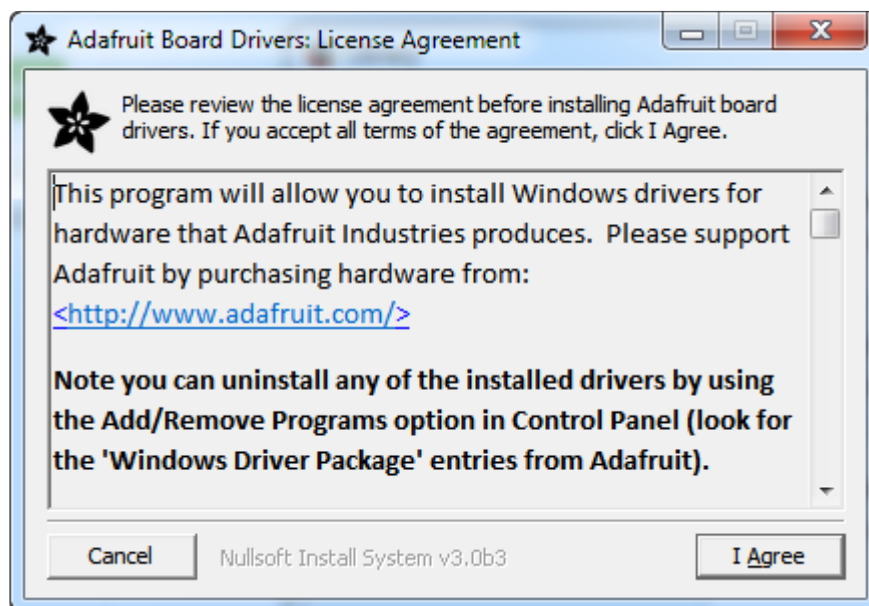 Adafruit Board Drivers: License Agreement
Please review the license agreement before installing Adafruit board
drivers. If you accept all terms of the agreement, click I Agree.
This program will allow you to install Windows drivers for
hardware that Adafruit Industries produces.  Please support
Adafruit by purchasing hardware from:
<http://www.adafruit.com/>
Note you can uninstall any of the installed drivers by using
the Add/Remove Programs option in Control Panel (look for
the 'Windows Driver Package' entries from Adafruit).
Cancel Nullsoft Install System v3.0b3 I Agree